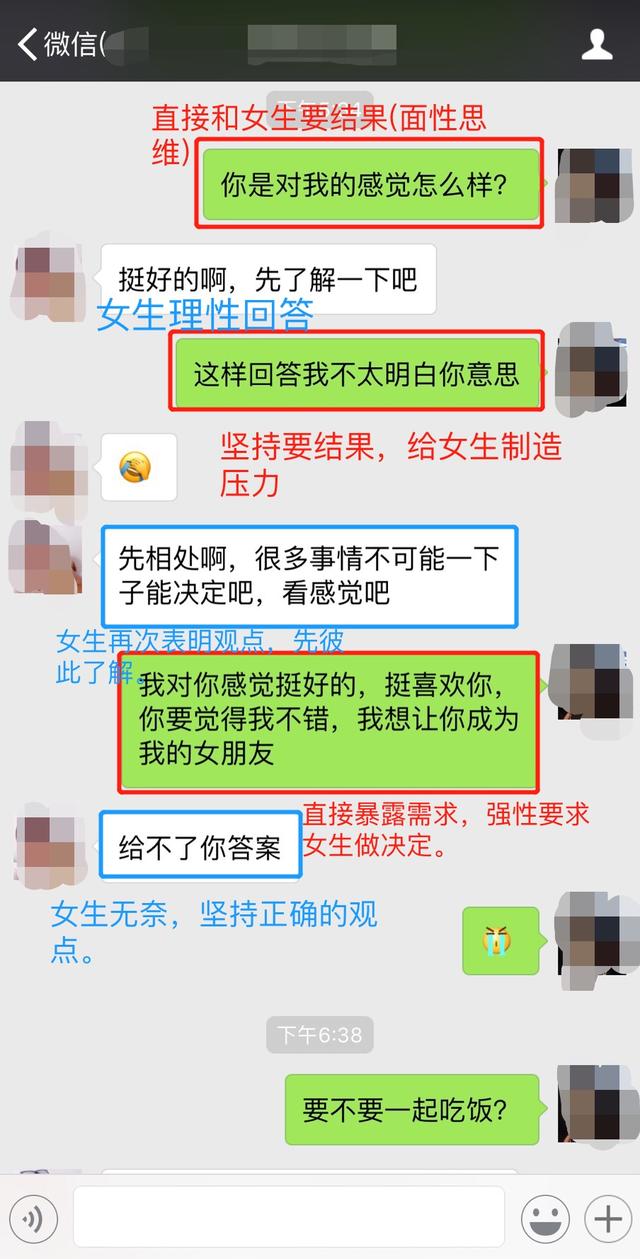 微信(
直接和女生要结果(面性思
维)
你是对我的感觉怎么样?
挺好的啊，先了解一下吧
女生理性回答
这样回答我不太明白你意思
坚持要结果，给女生制造
压力
先相处啊，很多事情不可能一下
子能决定吧，看感觉吧
女生再次表明观点，先彼
此了解。
我对你感觉挺好的，挺喜欢你，
你要觉得我不错，我想让你成为
我的女朋友
直接暴露需求，强性要求
女生做决定。
给不了你答案
女生无奈，坚持正确的观
点。
下午6:38
要不要一起吃饭?